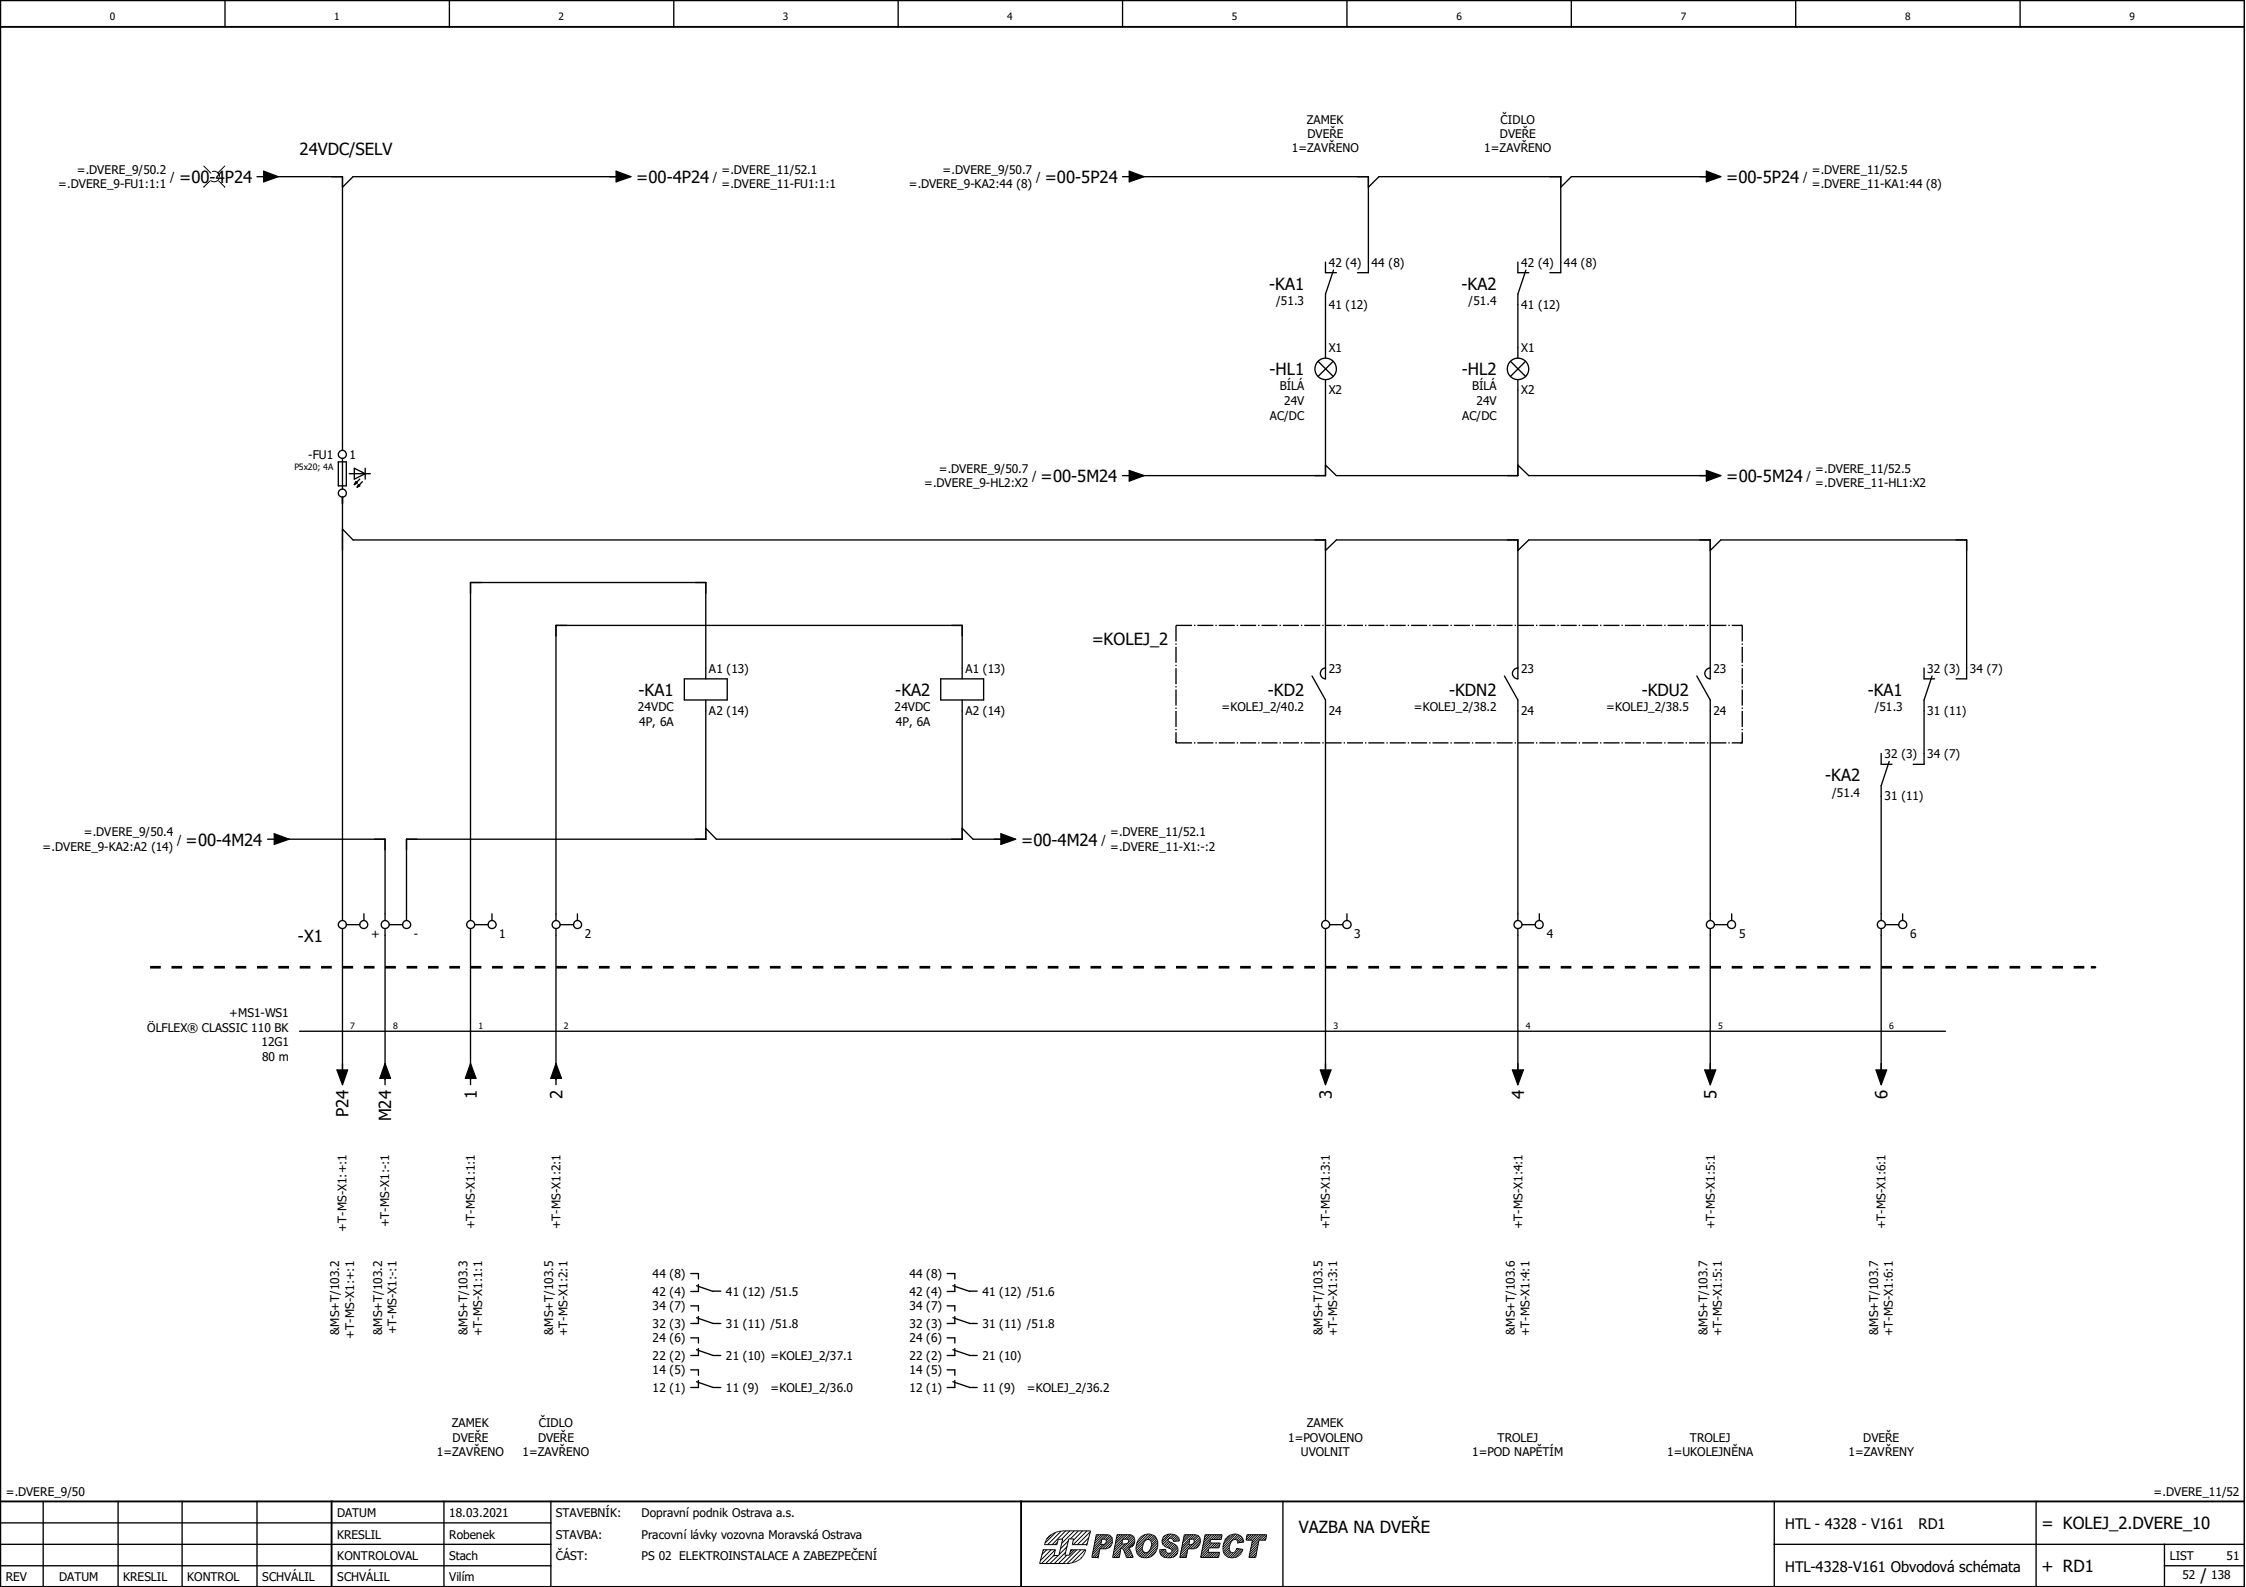 0 1 2 3 4 5 6 7 8 9
ZAMEK
DVEŘE
1=ZAVŘENO
ČIDLO
DVEŘE
1=ZAVŘENO
24VDC/SELV
=.DVERE_9/50.2
=.DVERE_9-FU1:1:1 / =00-4P24
=00-4P24 / =.DVERE_11/52.1
=.DVERE_11-FU1:1:1
=.DVERE_9/50.7
=.DVERE_9-KA2:44 (8) / =00-5P24
=00-5P24 / =.DVERE_11/52.5
=.DVERE_11-KA1:44 (8)
42 (4) 44 (8)
-KA1
/51.3
41 (12)
42 (4) 44 (8)
-KA2
/51.4
41 (12)
X1
-HL1
BÍLÁ
24V
AC/DC
X2
X1
-HL2
BÍLÁ
24V
AC/DC
X2
-FU1 1
P5x20; 4A
=.DVERE_9/50.7
=.DVERE_9-HL2:X2 / =00-5M24
=00-5M24 / =.DVERE_11/52.5
=.DVERE_11-HL1:X2
=KOLEJ_2
A1 (13)
-KA1
24VDC
4P, 6A
A2 (14)
A1 (13)
-KA2
24VDC
4P, 6A
A2 (14)
23
-KD2
=KOLEJ_2/40.2
24
23
-KDN2
=KOLEJ_2/38.2
24
23
-KDU2
=KOLEJ_2/38.5
24
32 (3) 34 (7)
-KA1
/51.3
31 (11)
32 (3) 34 (7)
-KA2
/51.4
31 (11)
=.DVERE_9/50.4
=.DVERE_9-KA2:A2 (14) / =00-4M24
=00-4M24 / =.DVERE_11/52.1
=.DVERE_11-X1:-:2
-X1 + - 1 2 3 4 5 6
+MS1-WS1
ÖLFLEX® CLASSIC 110 BK
12G1
80 m
7 8 1 2 3 4 5 6
P24 M24 1 2 3 4 5 6
+T-MS-X1:+:1
+T-MS-X1:-:1
+T-MS-X1:1:1
+T-MS-X1:2:1
+T-MS-X1:3:1
+T-MS-X1:4:1
+T-MS-X1:5:1
+T-MS-X1:6:1
&MS+T/103.2
+T-MS-X1:+:1
&MS+T/103.2
+T-MS-X1:-:1
&MS+T/103.3
+T-MS-X1:1:1
&MS+T/103.5
+T-MS-X1:2:1
44 (8)
42 (4) 41 (12) /51.5
34 (7)
32 (3) 31 (11) /51.8
24 (6)
22 (2) 21 (10) =KOLEJ_2/37.1
14 (5)
12 (1) 11 (9) =KOLEJ_2/36.0
44 (8)
42 (4) 41 (12) /51.6
34 (7)
32 (3) 31 (11) /51.8
24 (6)
22 (2) 21 (10)
14 (5)
12 (1) 11 (9) =KOLEJ_2/36.2
&MS+T/103.5
+T-MS-X1:3:1
&MS+T/103.6
+T-MS-X1:4:1
&MS+T/103.7
+T-MS-X1:5:1
&MS+T/103.7
+T-MS-X1:6:1
ZAMEK
DVEŘE
1=ZAVŘENO
ČIDLO
DVEŘE
1=ZAVŘENO
ZAMEK
1=POVOLENO
UVOLNIT
TROLEJ
1=POD NAPĚTÍM
TROLEJ
1=UKOLEJNĚNA
DVEŘE
1=ZAVŘENY
=.DVERE_9/50
=.DVERE_11/52
DATUM 18.03.2021
KRESLIL Robenek
KONTROLOVAL Stach
REV DATUM KRESLIL KONTROL SCHVÁLIL SCHVÁLIL Vilím
STAVEBNÍK: Dopravní podnik Ostrava a.s.
STAVBA: Pracovní lávky vozovna Moravská Ostrava
ČÁST: PS 02 ELEKTROINSTALACE A ZABEZPEČENÍ
PROSPECT
VAZBA NA DVEŘE
HTL - 4328 - V161 RD1
HTL-4328-V161 Obvodová schémata
= KOLEJ_2.DVERE_10
+ RD1
LIST 51
52 / 138